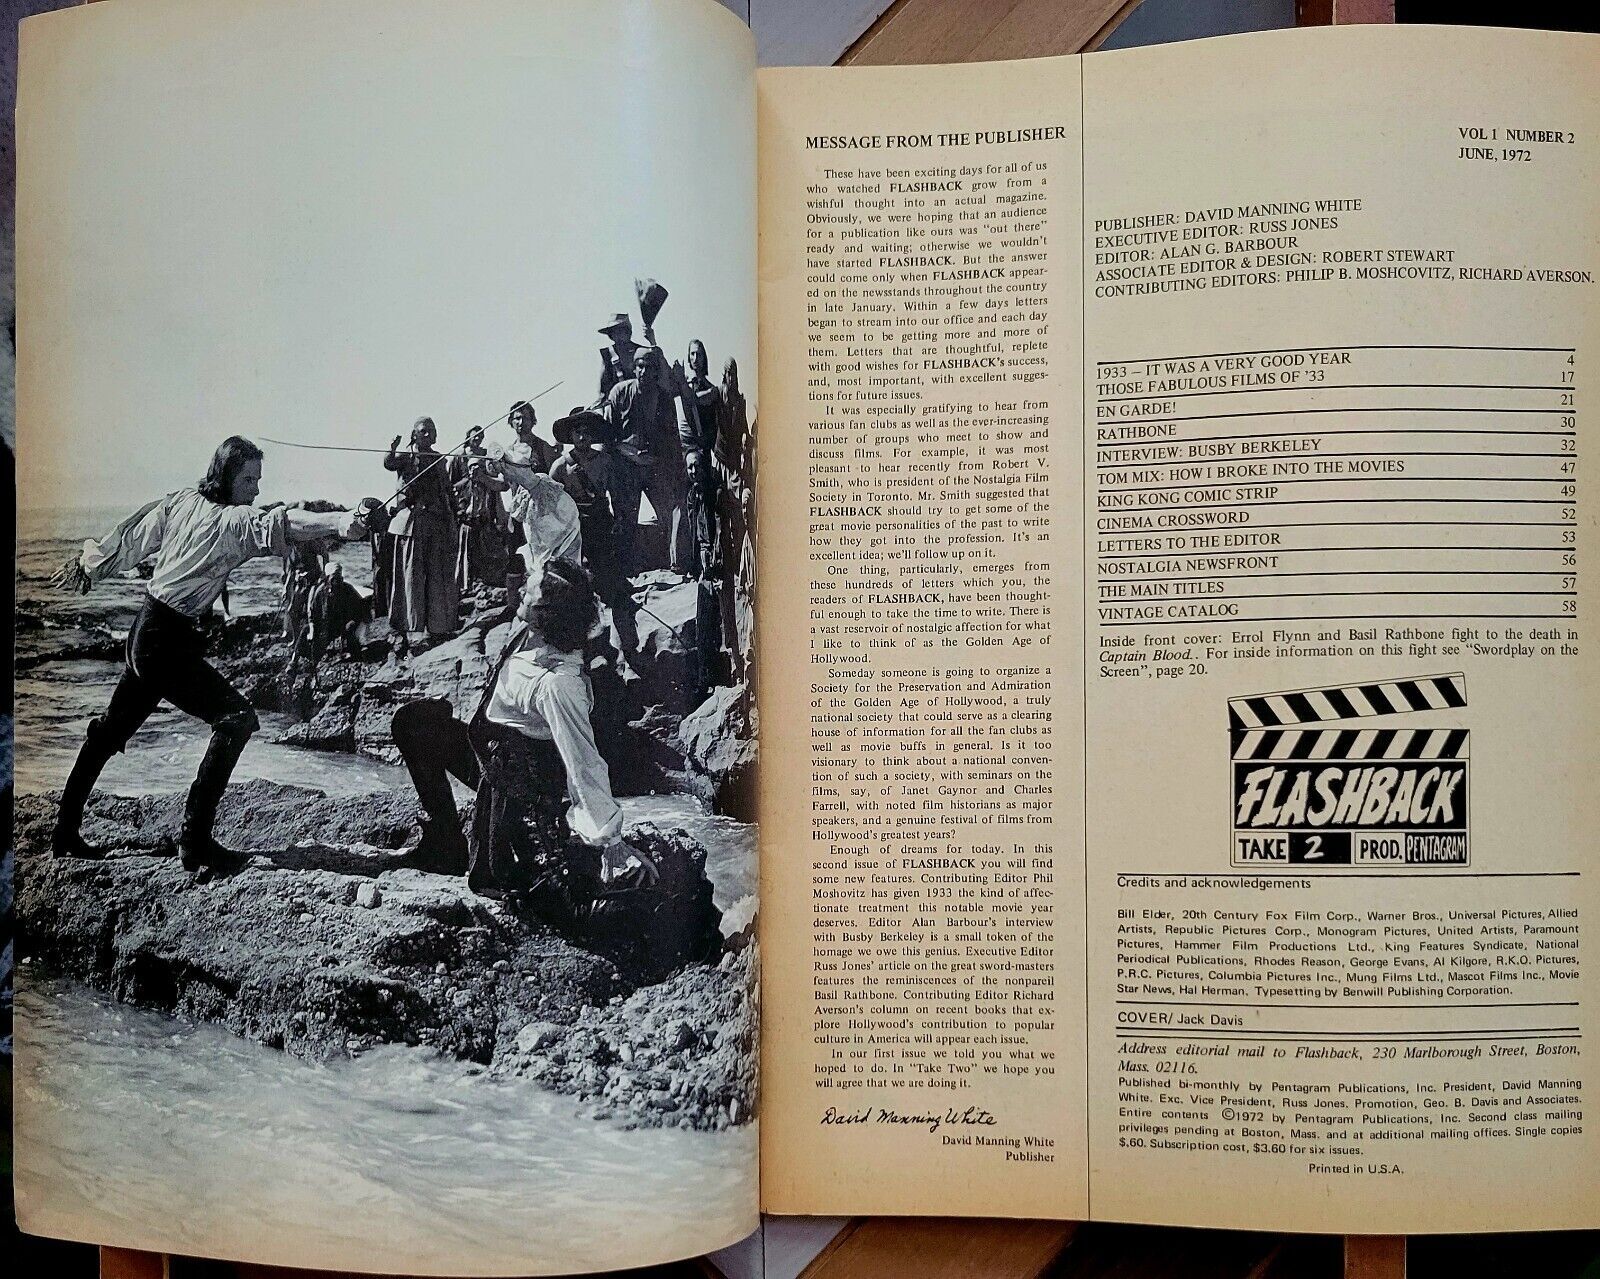 MESSAGE FROM THE PUBLISHER
These have been exciting days for all of us
who watched FLASHBACK grow from a
wishful thought into an actual magazine.
Obviously, we were hoping that an audience
for a publication like ours was "out there"
ready and waiting; otherwise we wouldn't
have started FLASHBACK. But the answer
could come only when FLASHBACK appear-
ed on the newsstands throughout the country
in late January. Within a few days letters
began to stream into our office and each day
we seem to be getting more and more of
them. Letters that are thoughtful, replete
with good wishes for FLASHBACK's success,
and, most important, with excellent sugges-
tions for future issues.
It was especially gratifying to hear from
various fan clubs as well as the ever-increasing
number of groups who meet to show and
discuss films. For example, it was most
pleasant to hear recently from Robert V.
Smith, who is president of the Nostalgia Film
Society in Toronto. Mr. Smith suggested that
FLASHBACK should try to get some of the
great movie personalities of the past to write
how they got into the profession. It's an
excellent idea; we'll follow up on it.
One thing, particularly, emerges from
these hundreds of letters which you, the
readers of FLASHBACK, have been thought-
ful enough to take the time to write. There is
a vast reservoir of nostalgic affection for what
I like to think of as the Golden Age of
Hollywood.
Someday someone is going to organize a
Society for the Preservation and Admiration
of the Golden Age of Hollywood, a truly
national society that could serve as a clearing
house of information for all the fan clubs as
well as movie buffs in general. Is it too
visionary to think about a national conven-
tion of such a society, with seminars on the
films, say, of Janet Gaynor and Charles
Farrell, with noted film historians as major
speakers, and a genuine festival of films from
Hollywood's greatest years?
Enough of dreams for today. In this
second issue of FLASHBACK you will find
some new features. Contributing Editor Phil
Moshovitz has given 1933 the kind of affec-
tionate treatment this notable movie year
deserves. Editor Alan Barbour's interview
with Busby Berkeley is a small token of the
homage we owe this genius. Executive Editor
Russ Jones' article on the great sword-masters
features the reminiscences of the nonpareil
Basil Rathbone. Contributing Editor Richard
Averson's column on recent books that ex-
plore Hollywood's contribution to popular
culture in America will appear each issue.
In our first issue we told you what we
hoped to do. In "Take Two" we hope you
will agree that we are doing it.
David Manning White
David Manning White
Publisher
VOL 1 NUMBER 2
JUNE, 1972
PUBLISHER: DAVID MANNING WHITE
EXECUTIVE EDITOR: RUSS JONES
EDITOR: ALAN G. BARBOUR
ASSOCIATE EDITOR & DESIGN: ROBERT STEWART
CONTRIBUTING EDITORS: PHILIP B. MOSHCOVITZ, RICHARD AVERSON.
1933 – IT WAS A VERY GOOD YEAR 4
THOSE FABULOUS FILMS OF '33 17
EN GARDE! 21
RATHBONE 30
INTERVIEW: BUSBY BERKELEY 32
TOM MIX: HOW I BROKE INTO THE MOVIES 47
KING KONG COMIC STRIP 49
CINEMA CROSSWORD 52
LETTERS TO THE EDITOR 53
NOSTALGIA NEWSFRONT 56
THE MAIN TITLES 57
VINTAGE CATALOG 58
Inside front cover: Errol Flynn and Basil Rathbone fight to the death in
Captain Blood.. For inside information on this fight see "Swordplay on the
Screen", page 20.
FLASHBACK
TAKE 2 PROD. PENTAGRAM
Credits and acknowledgements
Bill Elder, 20th Century Fox Film Corp., Warner Bros., Universal Pictures, Allied
Artists, Republic Pictures Corp., Monogram Pictures, United Artists, Paramount
Pictures, Hammer Film Productions Ltd., King Features Syndicate, National
Periodical Publications, Rhodes Reason, George Evans, Al Kilgore, R.K.O. Pictures,
P.R.C. Pictures, Columbia Pictures Inc., Mung Films Ltd., Mascot Films Inc., Movie
Star News, Hal Herman. Typesetting by Benwill Publishing Corporation.
COVER/ Jack Davis
Address editorial mail to Flashback, 230 Marlborough Street, Boston,
Mass. 02116.
Published bi-monthly by Pentagram Publications, Inc. President, David Manning
White. Exc. Vice President, Russ Jones. Promotion, Geo. B. Davis and Associates.
Entire contents ©1972 by Pentagram Publications, Inc. Second class mailing
privileges pending at Boston, Mass. and at additional mailing offices. Single copies
$.60. Subscription cost, $3.60 for six issues.
Printed in U.S.A.